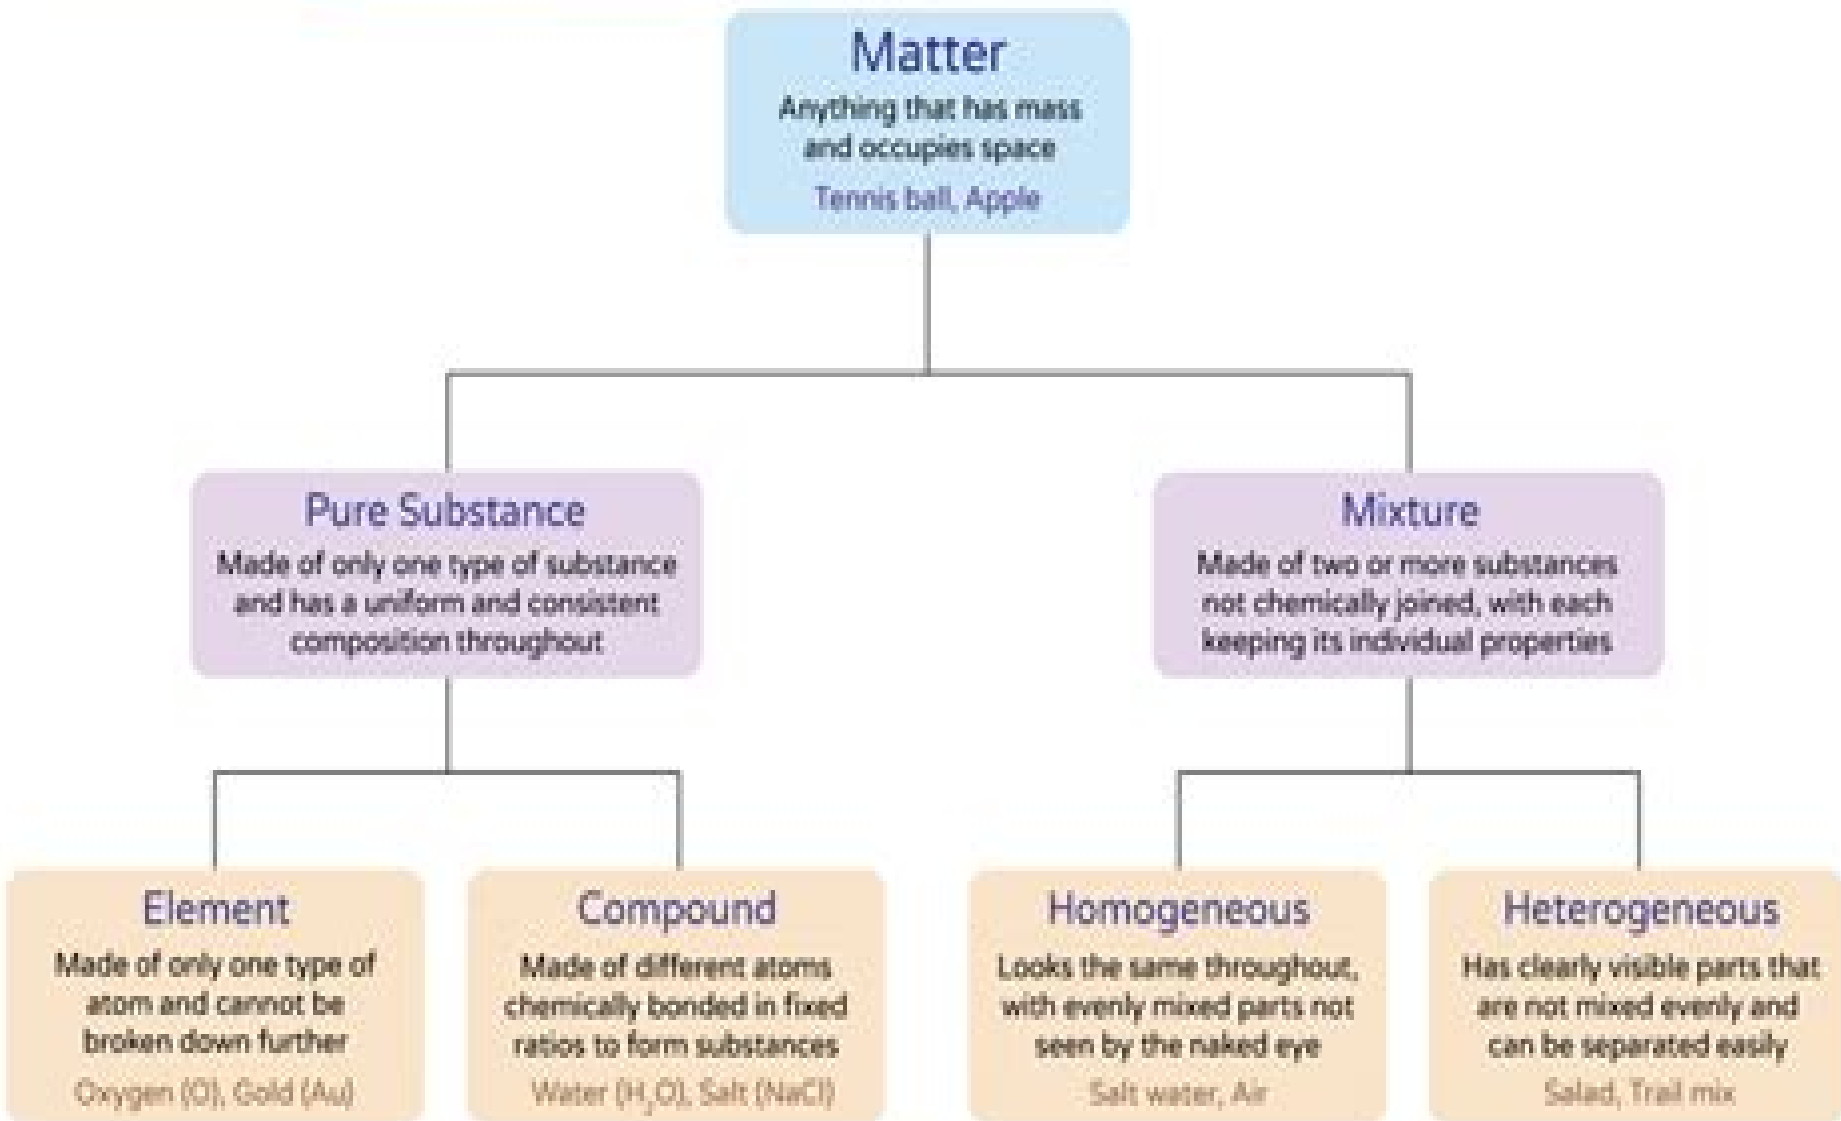 Matter
Anything that has mass
and occupies space
Tennis ball, Apple
Pure Substance
Made of only one type of substance
and has a uniform and consistent
composition throughout
Mixture
Made of two or more substances
not chemically joined, with each
keeping its individual properties
Element
Made of only one type of
atom and cannot be
broken down further
Oxygen (O), Gold (Au)
Compound
Made of different atoms
chemically bonded in fixed
ratios to form substances
Water (H₂O), Salt (NaCl)
Homogeneous
Looks the same throughout,
with evenly mixed parts not
seen by the naked eye
Salt water, Air
Heterogeneous
Has clearly visible parts that
are not mixed evenly and
can be separated easily
Salad, Trail mix